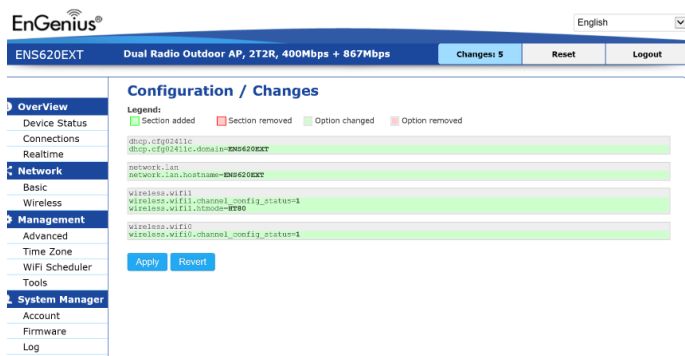 EnGenius®
English
ENS620EXT
Dual Radio Outdoor AP, 2T2R, 400Mbps + 867Mbps
Changes: 5
Reset
Logout
OverView
Device Status
Connections
Realtime
Network
Basic
Wireless
Management
Advanced
Time Zone
WiFi Scheduler
Tools
System Manager
Account
Firmware
Log
Configuration / Changes
Legend:
Section added Section removed Option changed Option removed
dhcp.cfg02411c
dhcp.cfg02411c.domain=ENS620EXT
network.lan
network.lan.hostname=ENS620EXT
wireless.wifi1
wireless.wifi1.channel_config_status=1
wireless.wifi1.htmode=HT80
wireless.wifi0
wireless.wifi0.channel_config_status=1
Apply Revert